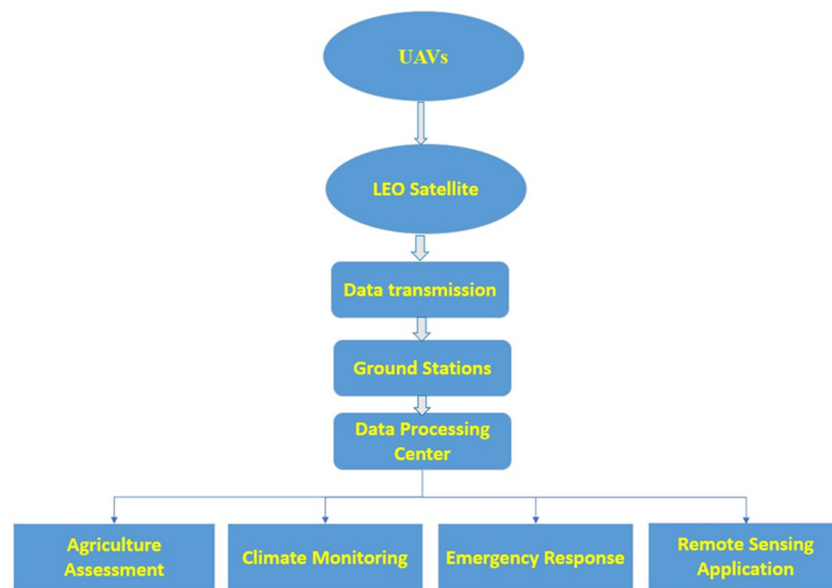 UAVs
LEO Satellite
Data transmission
Ground Stations
Data Processing
Center
Agriculture
Assessment
Climate Monitoring
Emergency Response
Remote Sensing
Application